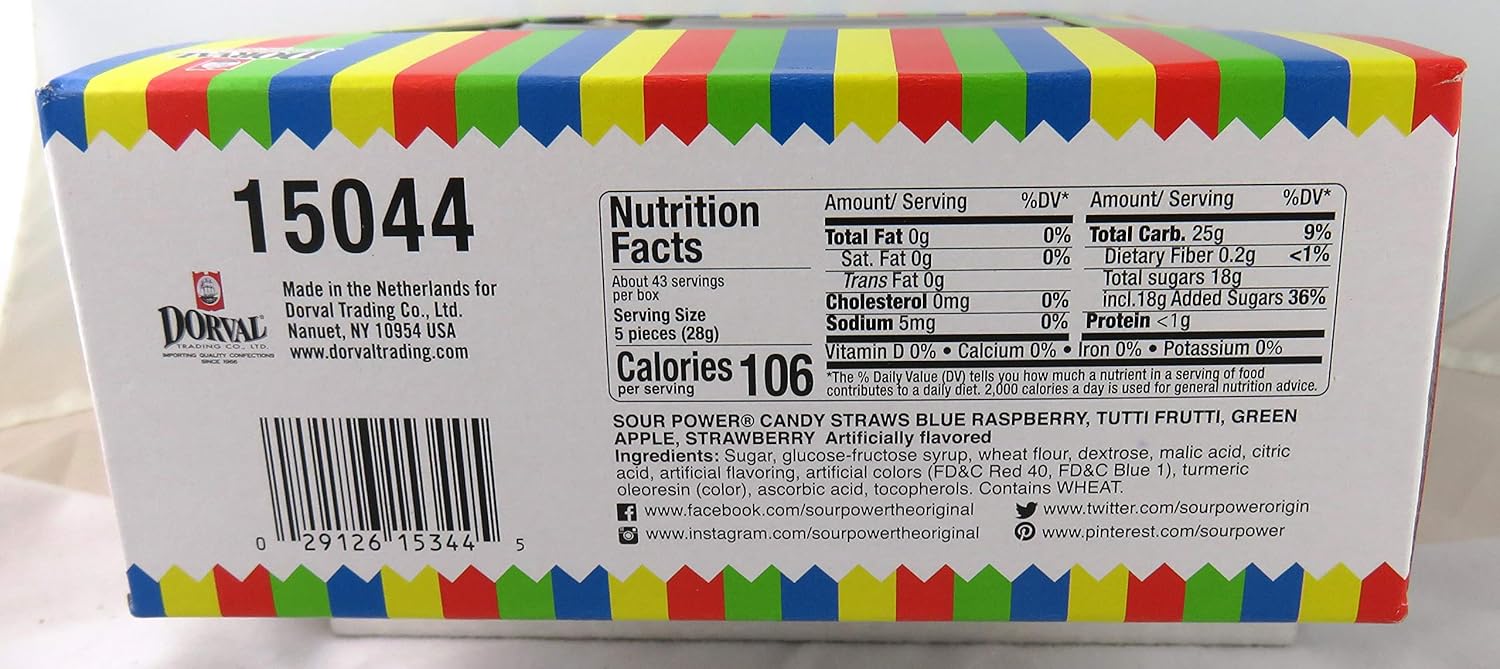 DORVAL
15044
DORVAL
TRADING CO., LTD.
IMPORTING QUALITY CONFECTIONS
SINCE 1966
Made in the Netherlands for
Dorval Trading Co., Ltd.
Nanuet, NY 10954 USA
www.dorvaltrading.com
0 29126 15344 5
Nutrition
Facts
About 43 servings
per box
Serving Size
5 pieces (28g)
Calories 106
per serving
Amount/ Serving %DV*
Total Fat 0g 0%
Sat. Fat 0g 0%
Trans Fat 0g
Cholesterol 0mg 0%
Sodium 5mg 0%
Amount/ Serving %DV*
Total Carb. 25g 9%
Dietary Fiber 0.2g <1%
Total sugars 18g
incl.18g Added Sugars 36%
Protein <1g
Vitamin D 0% • Calcium 0% • Iron 0% • Potassium 0%
*The % Daily Value (DV) tells you how much a nutrient in a serving of food
contributes to a daily diet. 2,000 calories a day is used for general nutrition advice.
SOUR POWER® CANDY STRAWS BLUE RASPBERRY, TUTTI FRUTTI, GREEN
APPLE, STRAWBERRY Artificially flavored
Ingredients: Sugar, glucose-fructose syrup, wheat flour, dextrose, malic acid, citric
acid, artificial flavoring, artificial colors (FD&C Red 40, FD&C Blue 1), turmeric
oleoresin (color), ascorbic acid, tocopherols. Contains WHEAT.
www.facebook.com/sourpowertheoriginal
www.twitter.com/sourpowerorigin
www.instagram.com/sourpowertheoriginal
www.pinterest.com/sourpower